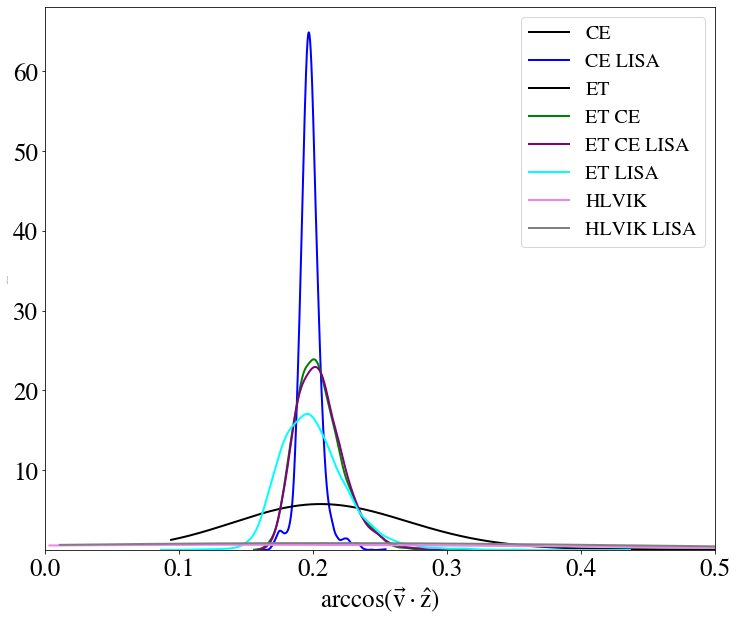 CE
CE LISA
ET
ET CE
ET CE LISA
ET LISA
HLVIK
HLVIK LISA
60
50
40
30
20
10
0.0 0.1 0.2 0.3 0.4 0.5
arccos(v⃗ · ẑ)